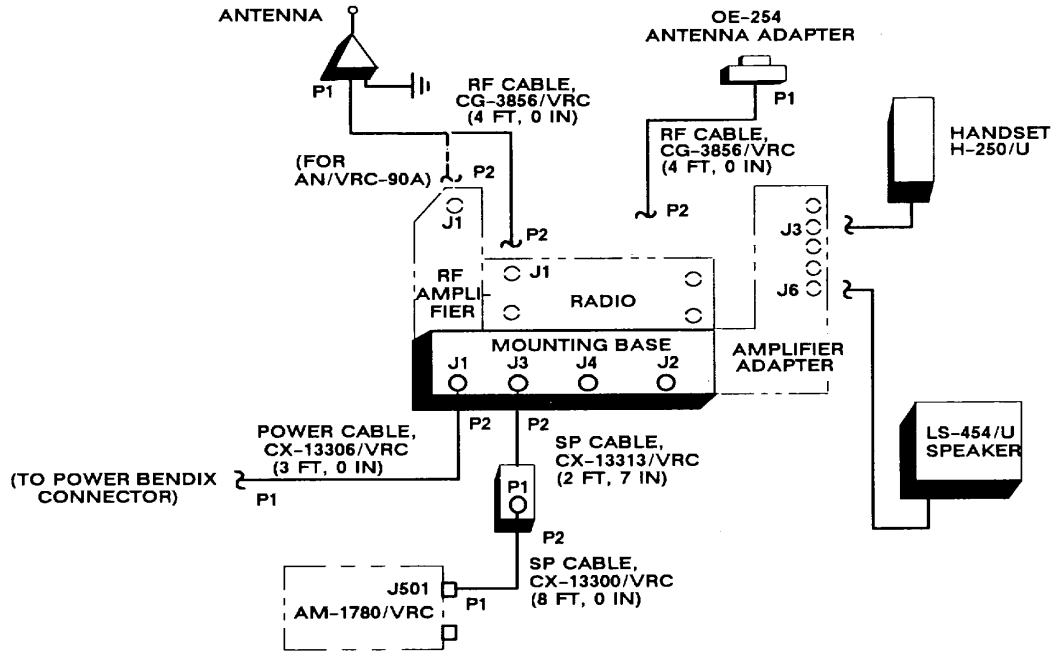 ANTENNA
P1
RF CABLE,
CG-3856/VRC
(4 FT, 0 IN)
(FOR
AN/VRC-90A)
P2
P2
OE-254
ANTENNA ADAPTER
P1
RF CABLE,
CG-3856/VRC
(4 FT, 0 IN)
P2
HANDSET
H-250/U
J1
RF
AMPLI-
FIER
J1
RADIO
J3
J6
AMPLIFIER
ADAPTER
MOUNTING BASE
J1
J3
J4
J2
LS-454/U
SPEAKER
POWER CABLE,
CX-13306/VRC
(3 FT, 0 IN)
P2
P2
SP CABLE,
CX-13313/VRC
(2 FT, 7 IN)
(TO POWER BENDIX
CONNECTOR)
P1
P1
P2
SP CABLE,
CX-13300/VRC
(8 FT, 0 IN)
J501
P1
AM-1780/VRC